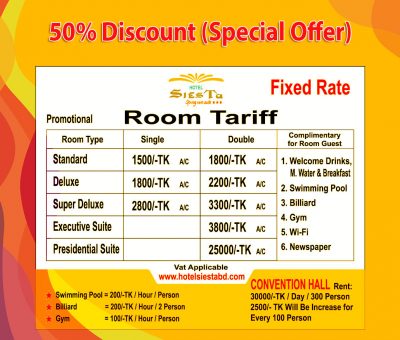 50% Discount (Special Offer)
HOTEL
SIESTa
Fixed Rate
Promotional
Room Tariff
Room Type Single Double Complimentary for Room Guest
Standard 1500/-TK A/C 1800/-TK A/C
Deluxe 1800/-TK A/C 2200/-TK A/C
Super Deluxe 2800/-TK A/C 3300/-TK A/C
Executive Suite 3800/-TK A/C
Presidential Suite 25000/-TK A/C
1. Welcome Drinks,
M. Water & Breakfast
2. Swimming Pool
3. Billiard
4. Gym
5. Wi-Fi
6. Newspaper
Vat Applicable
www.hotelsiestabd.com
★ Swimming Pool = 200/-TK / Hour / Person
★ Billiard = 200/-TK / Hour / 2 Person
★ Gym = 100/-TK / Hour / Person
CONVENTION HALL Rent:
30000/-TK / Day / 300 Person
2500/- TK Will be Increase for
Every 100 Person